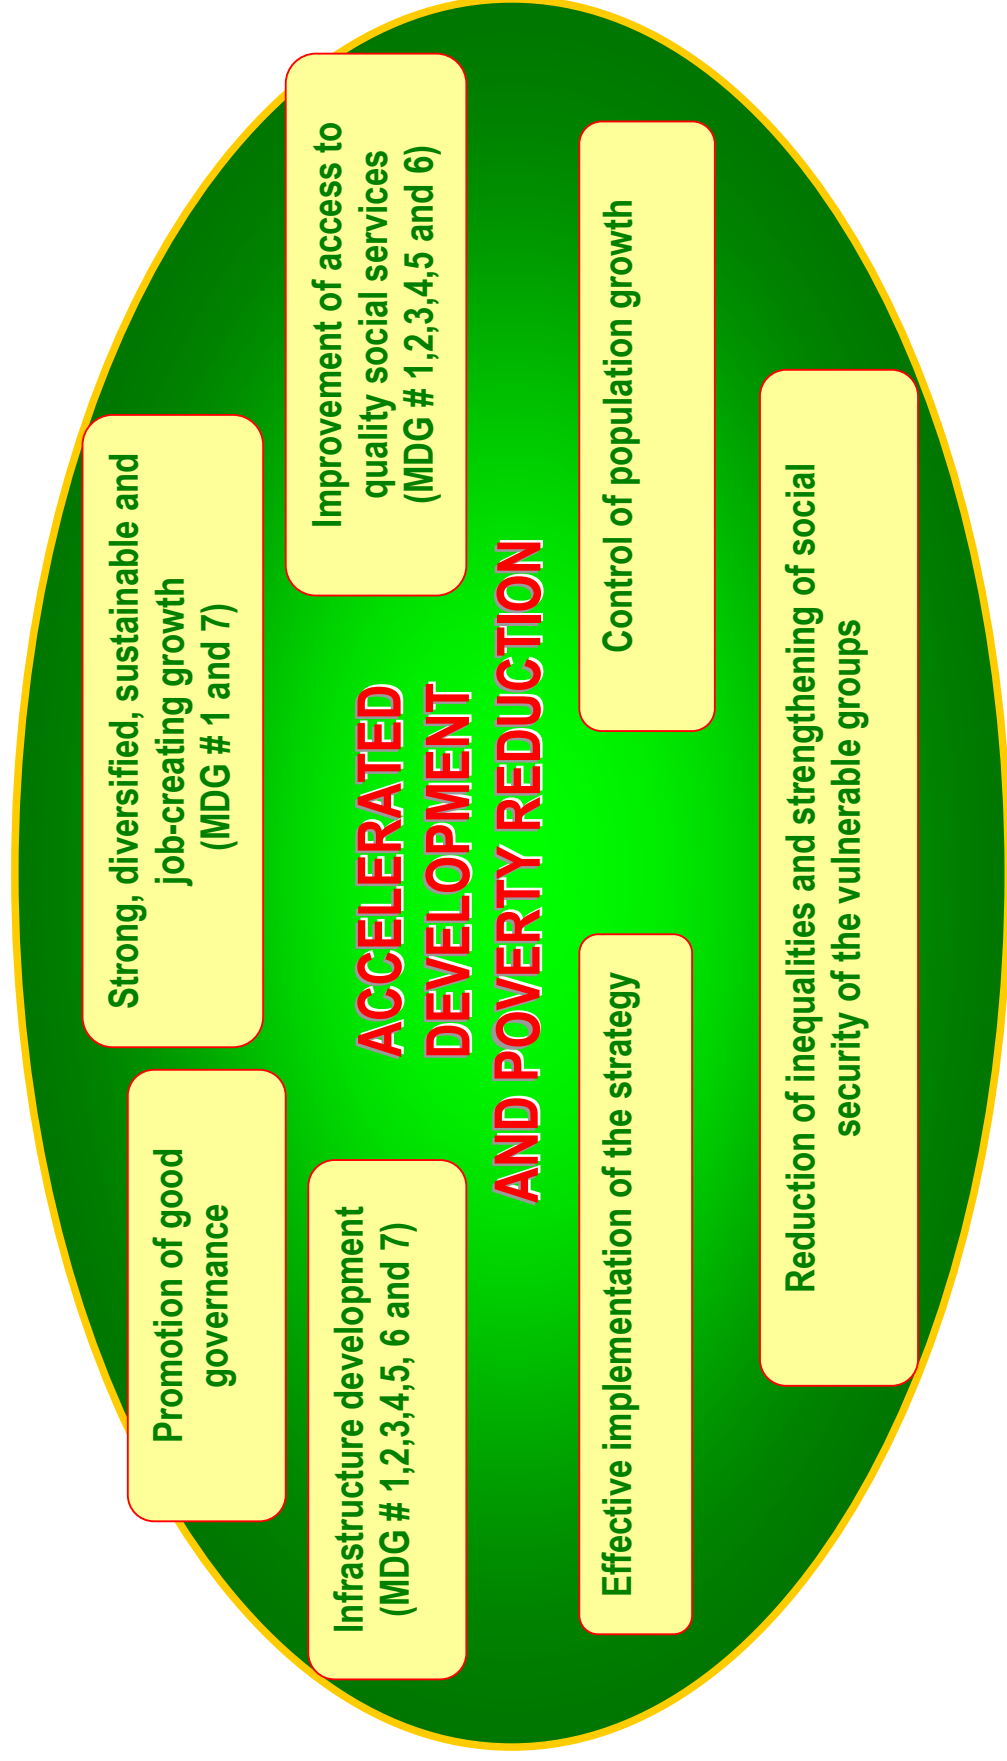 Strong, diversified, sustainable and
job-creating growth
(MDG # 1 and 7)
Promotion of good
governance
Improvement of access to
quality social services
(MDG # 1,2,3,4,5 and 6)
Infrastructure development
(MDG # 1,2,3,4,5, 6 and 7)
ACCELERATED
DEVELOPMENT
AND POVERTY REDUCTION
Effective implementation of the strategy
Control of population growth
Reduction of inequalities and strengthening of social
security of the vulnerable groups